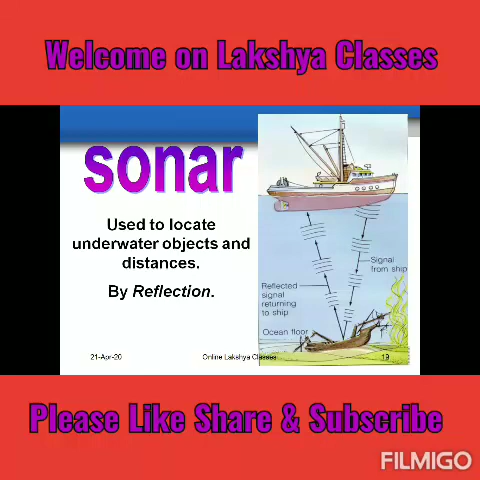 Welcome on Lakshya Classes
sonar
Used to locate
underwater objects and
distances.
By Reflection.
Signal
from ship
Reflected
signal
returning
to ship
Ocean floor
21-Apr-20
Online Lakshya Classes
19
Please Like Share & Subscribe
FILMIGO